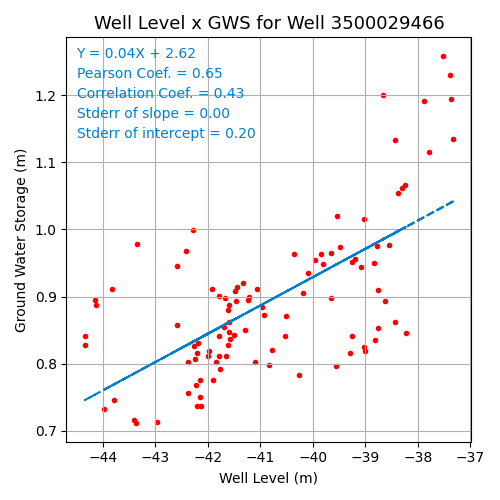 Well Level x GWS for Well 3500029466
Y = 0.04X + 2.62
Pearson Coef. = 0.65
Correlation Coef. = 0.43
Stderr of slope = 0.00
Stderr of intercept = 0.20
Ground Water Storage (m)
1.2
1.1
1.0
0.9
0.8
0.7
−44 −43 −42 −41 −40 −39 −38 −37
Well Level (m)